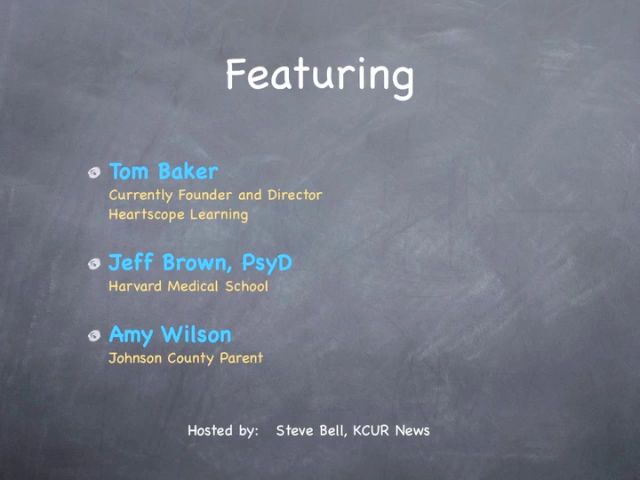 Featuring
Tom Baker
Currently Founder and Director
Heartscope Learning
Jeff Brown, PsyD
Harvard Medical School
Amy Wilson
Johnson County Parent
Hosted by: Steve Bell, KCUR News